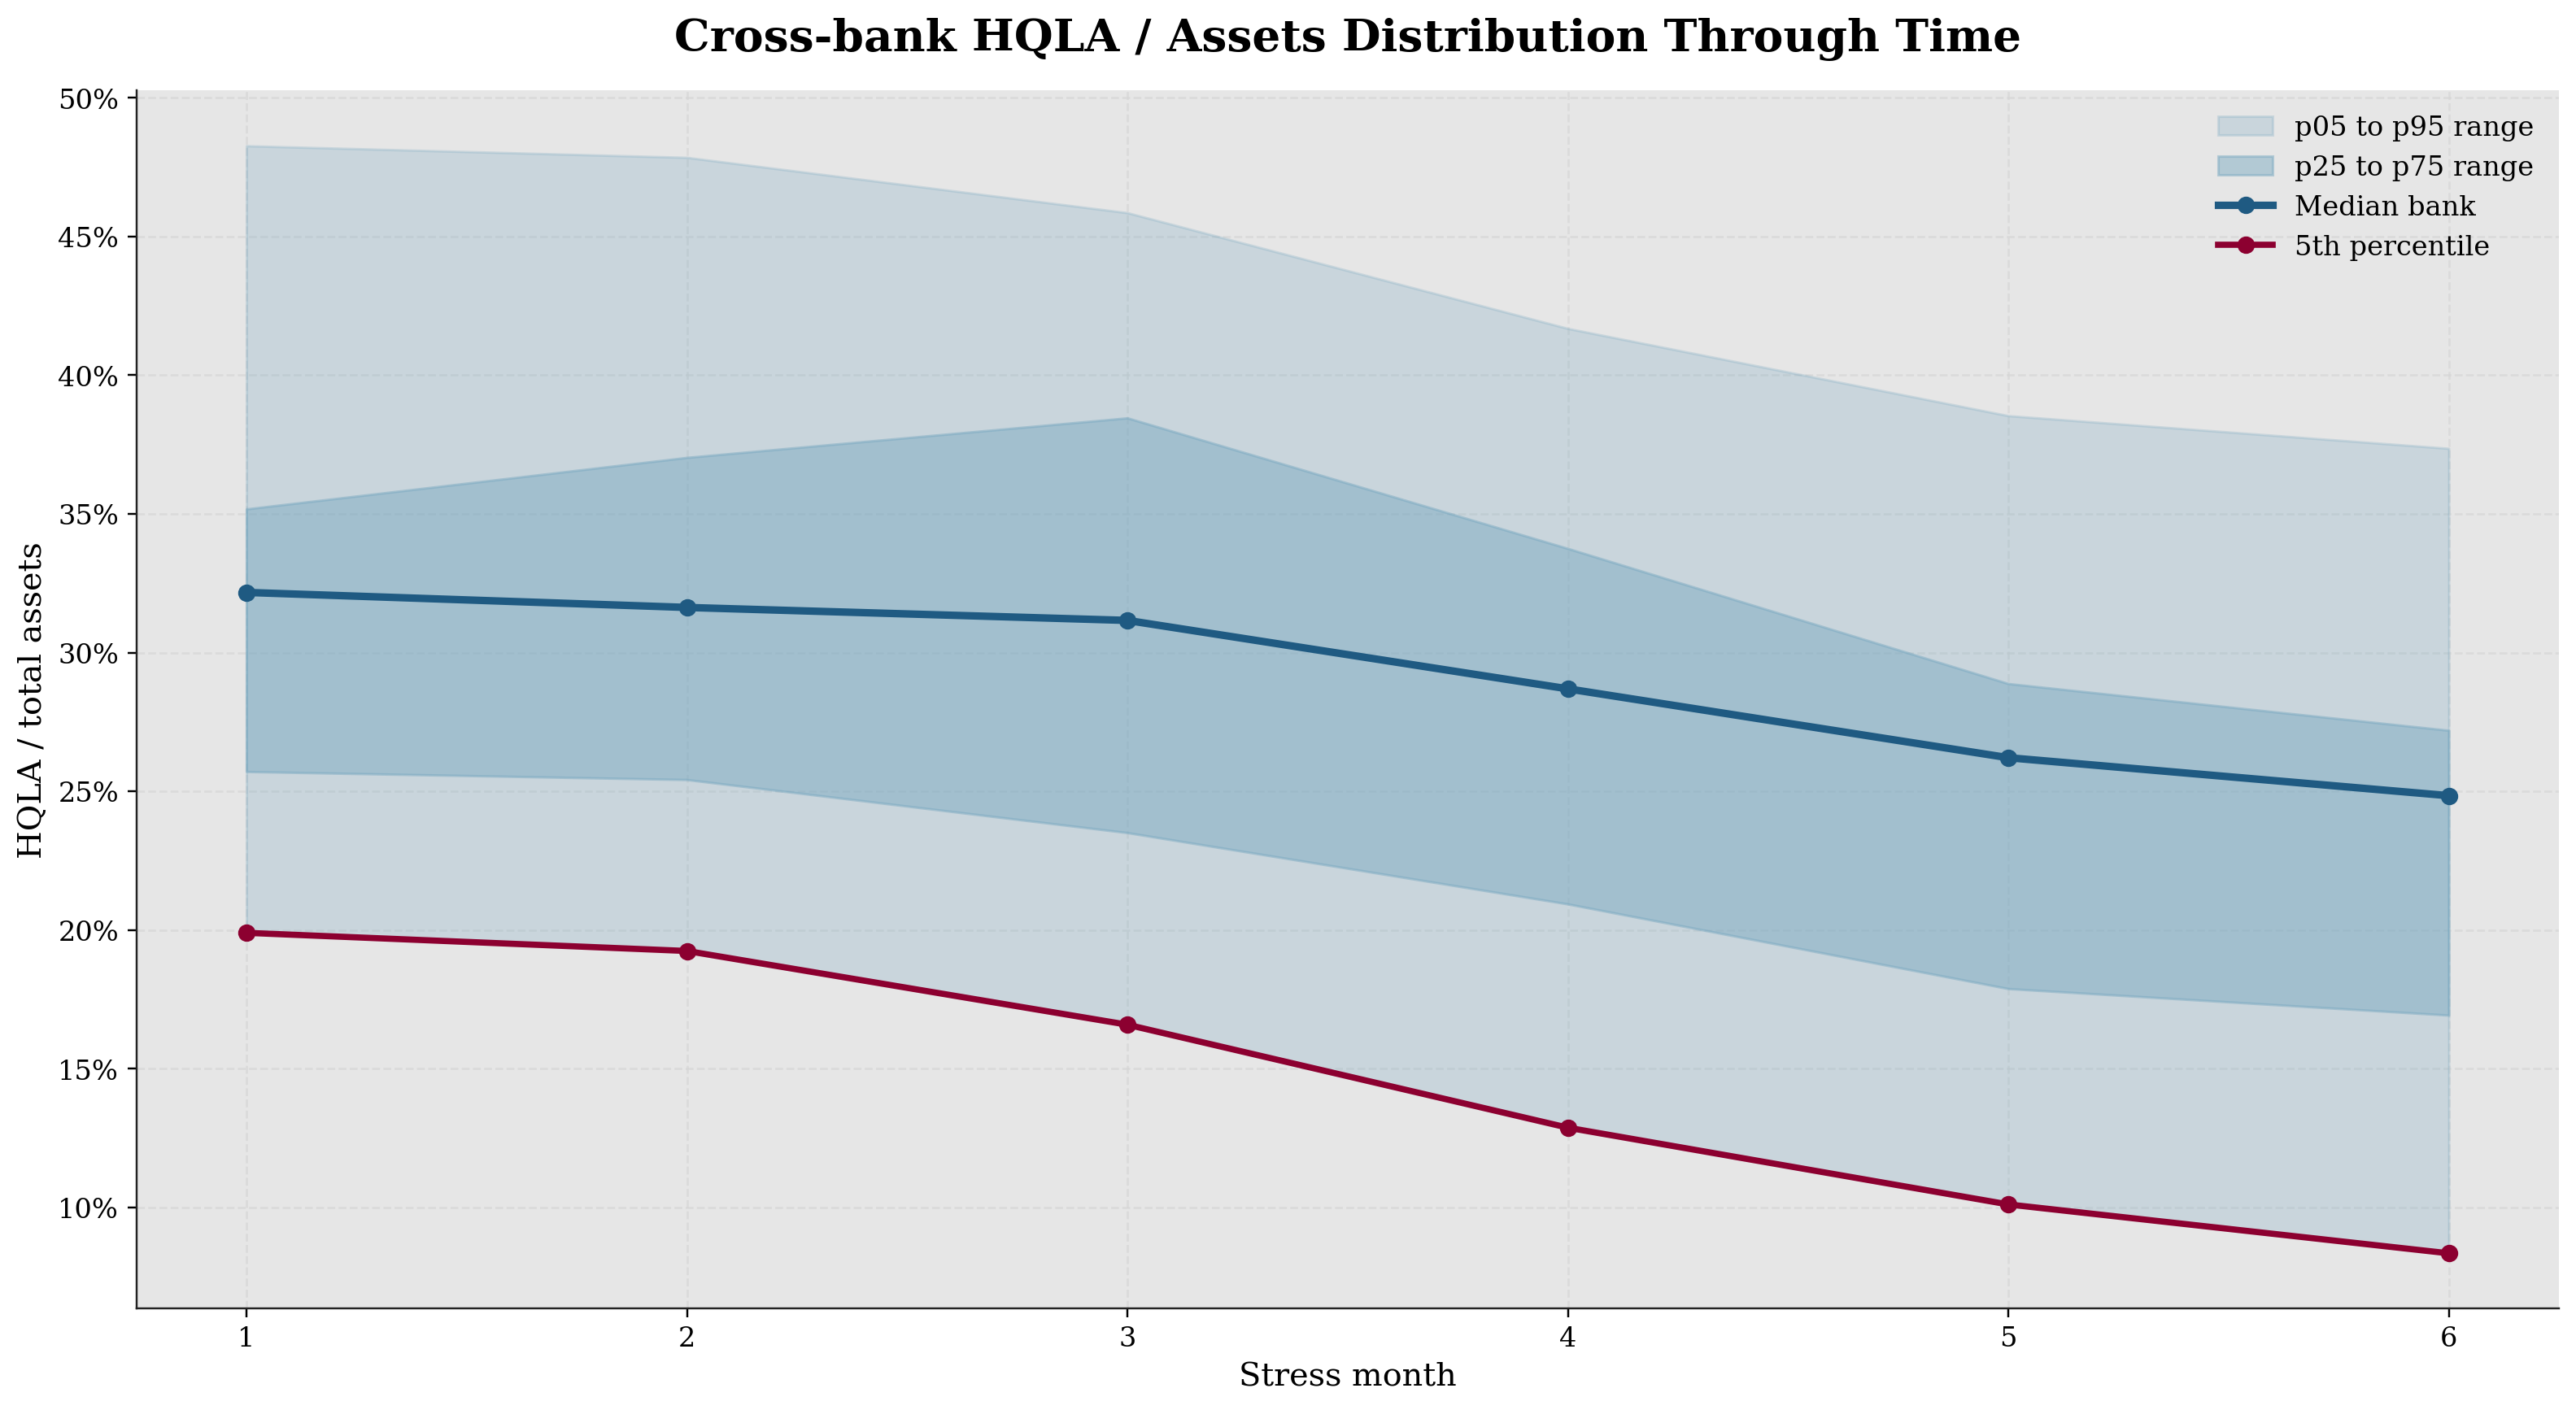 Cross-bank HQLA / Assets Distribution Through Time
50%
45%
40%
35%
30%
25%
20%
15%
10%
HQLA / total assets
p05 to p95 range
p25 to p75 range
Median bank
5th percentile
1 2 3 4 5 6
Stress month